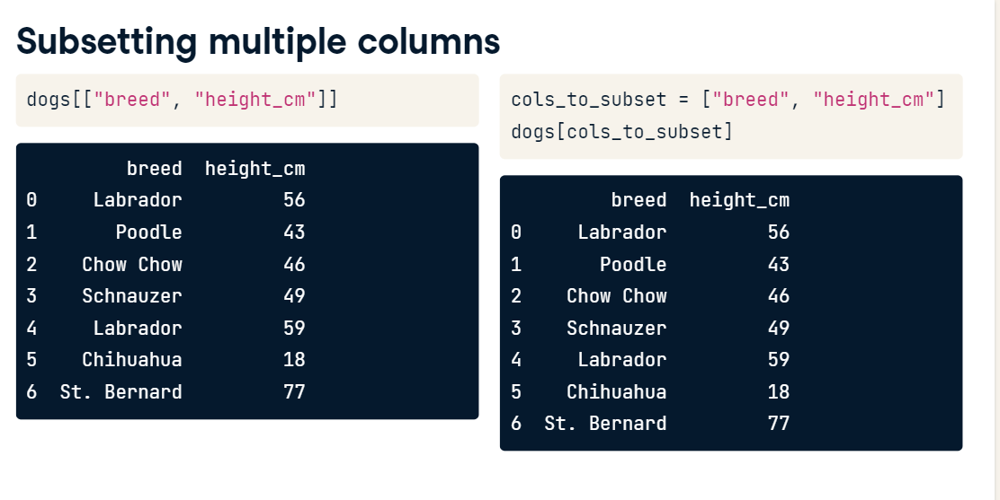 Subsetting multiple columns
dogs[["breed", "height_cm"]]
         breed  height_cm
0     Labrador         56
1       Poodle         43
2    Chow Chow         46
3    Schnauzer         49
4     Labrador         59
5    Chihuahua         18
6  St. Bernard         77
cols_to_subset = ["breed", "height_cm"]
dogs[cols_to_subset]
         breed  height_cm
0     Labrador         56
1       Poodle         43
2    Chow Chow         46
3    Schnauzer         49
4     Labrador         59
5    Chihuahua         18
6  St. Bernard         77